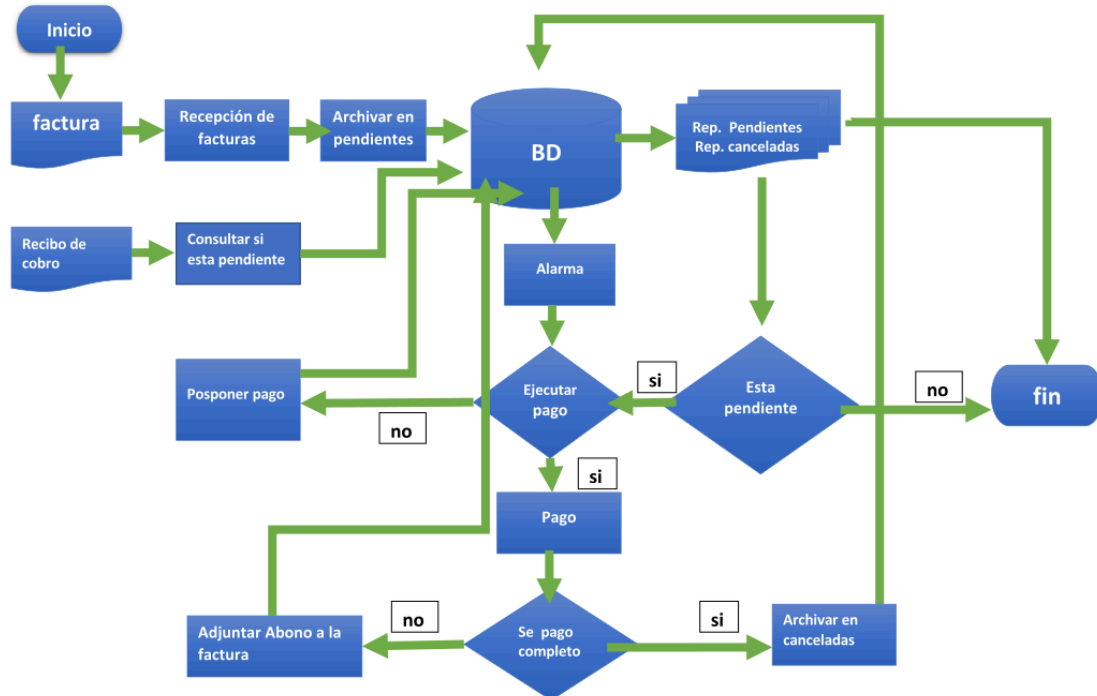 Inicio
factura
Recepción de
facturas
Archivar en
pendientes
BD
Rep. Pendientes
Rep. canceladas
Recibo de
cobro
Consultar si
esta pendiente
Alarma
Posponer pago
no
Ejecutar
pago
si
Esta
pendiente
no
fin
si
Pago
Adjuntar Abono a la
factura
no
Se pago
completo
si
Archivar en
canceladas